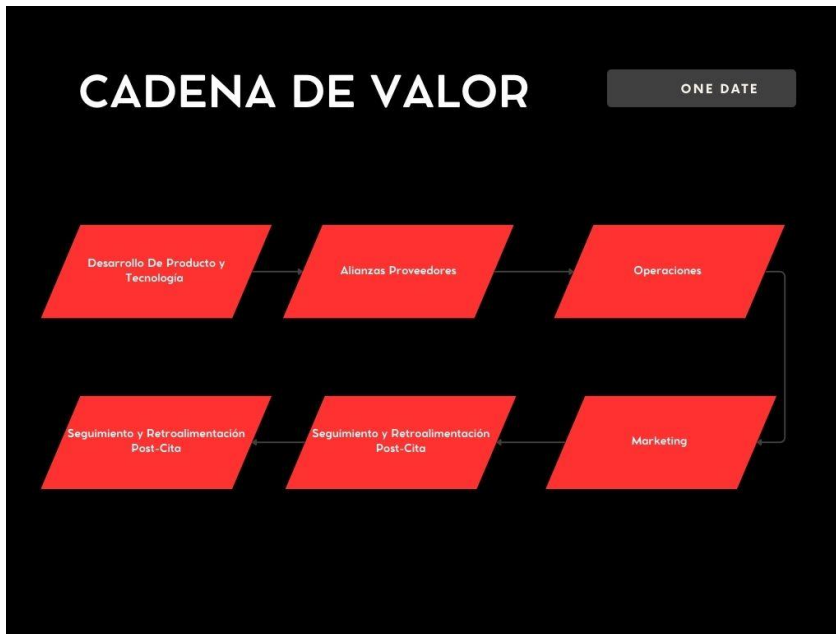 CADENA DE VALOR
ONE DATE
Desarrollo De Producto y
Tecnología
Alianzas Proveedores
Operaciones
Marketing
Seguimiento y Retroalimentación
Post-Cita
Seguimiento y Retroalimentación
Post-Cita